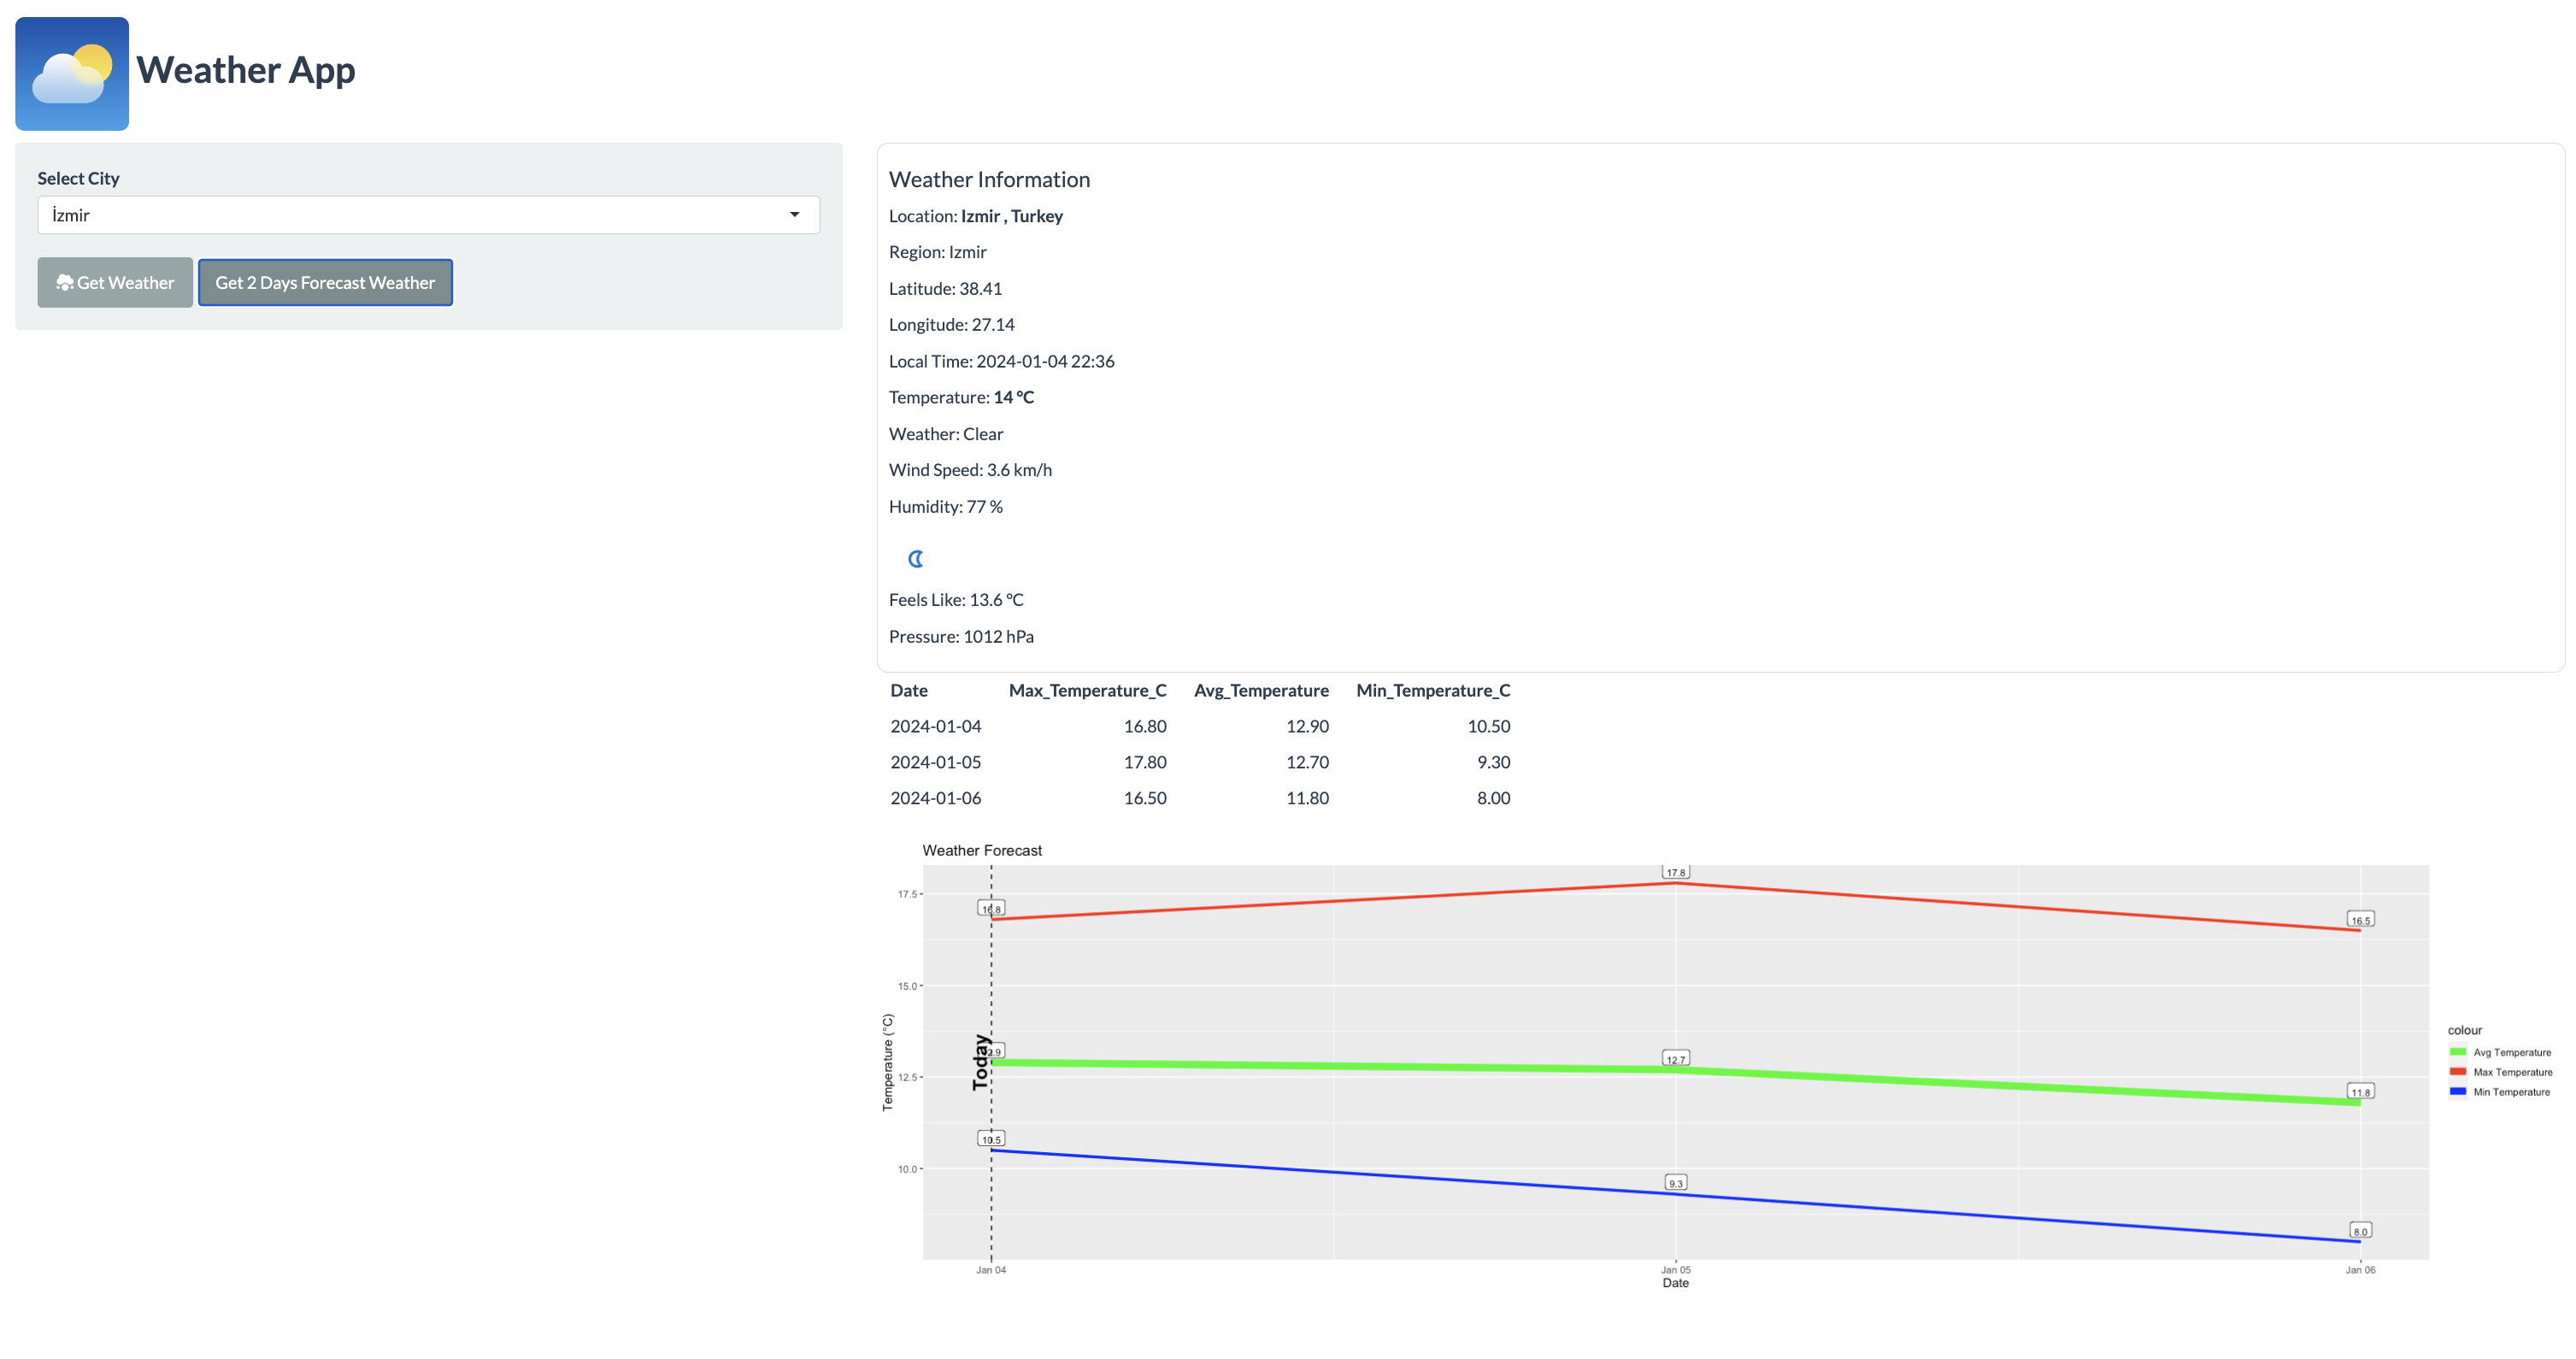 Weather App
Select City
İzmir
Get Weather
Get 2 Days Forecast Weather
Weather Information
Location: Izmir , Turkey
Region: Izmir
Latitude: 38.41
Longitude: 27.14
Local Time: 2024-01-04 22:36
Temperature: 14 °C
Weather: Clear
Wind Speed: 3.6 km/h
Humidity: 77 %
Feels Like: 13.6 °C
Pressure: 1012 hPa
Date Max_Temperature_C Avg_Temperature Min_Temperature_C
2024-01-04 16.80 12.90 10.50
2024-01-05 17.80 12.70 9.30
2024-01-06 16.50 11.80 8.00
Weather Forecast
17.8
17.5
16.8
16.5
15.0
Temperature (°C)
Today
12.7
12.5
11.8
10.5
10.0
9.3
8.0
Jan 04
Jan 05
Jan 06
Date
colour
Avg Temperature
Max Temperature
Min Temperature